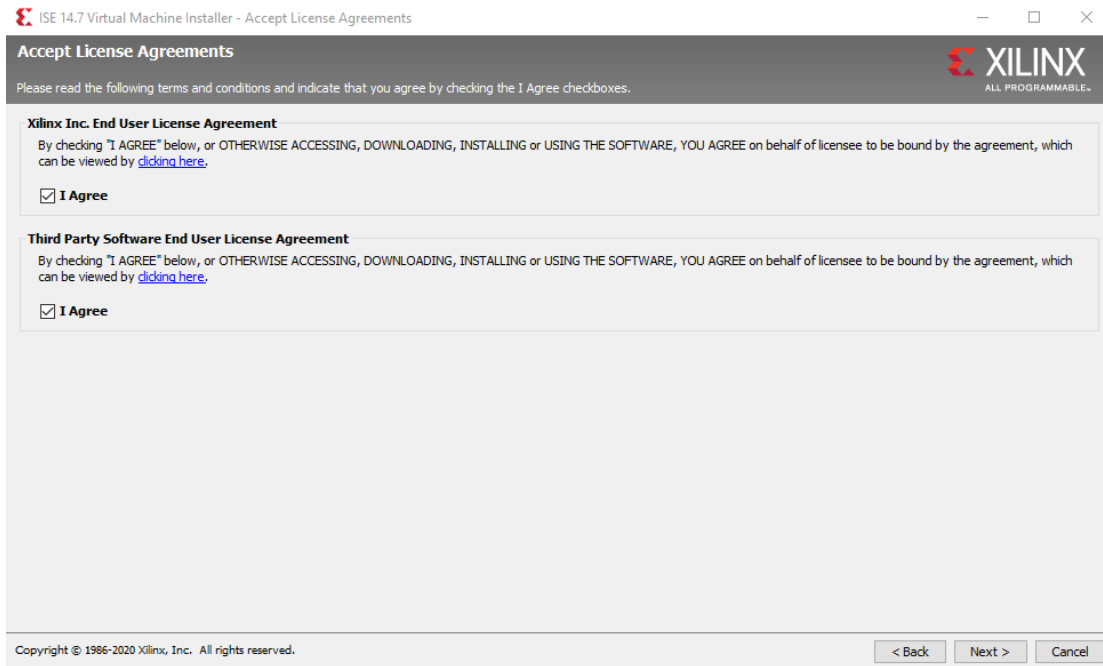 ISE 14.7 Virtual Machine Installer - Accept License Agreements
Accept License Agreements
XILINX
ALL PROGRAMMABLE.
Please read the following terms and conditions and indicate that you agree by checking the I Agree checkboxes.
Xilinx Inc. End User License Agreement
By checking "I AGREE" below, or OTHERWISE ACCESSING, DOWNLOADING, INSTALLING or USING THE SOFTWARE, YOU AGREE on behalf of licensee to be bound by the agreement, which
can be viewed by clicking here.
I Agree
Third Party Software End User License Agreement
By checking "I AGREE" below, or OTHERWISE ACCESSING, DOWNLOADING, INSTALLING or USING THE SOFTWARE, YOU AGREE on behalf of licensee to be bound by the agreement, which
can be viewed by clicking here.
I Agree
Copyright © 1986-2020 Xilinx, Inc. All rights reserved.
< Back Next > Cancel